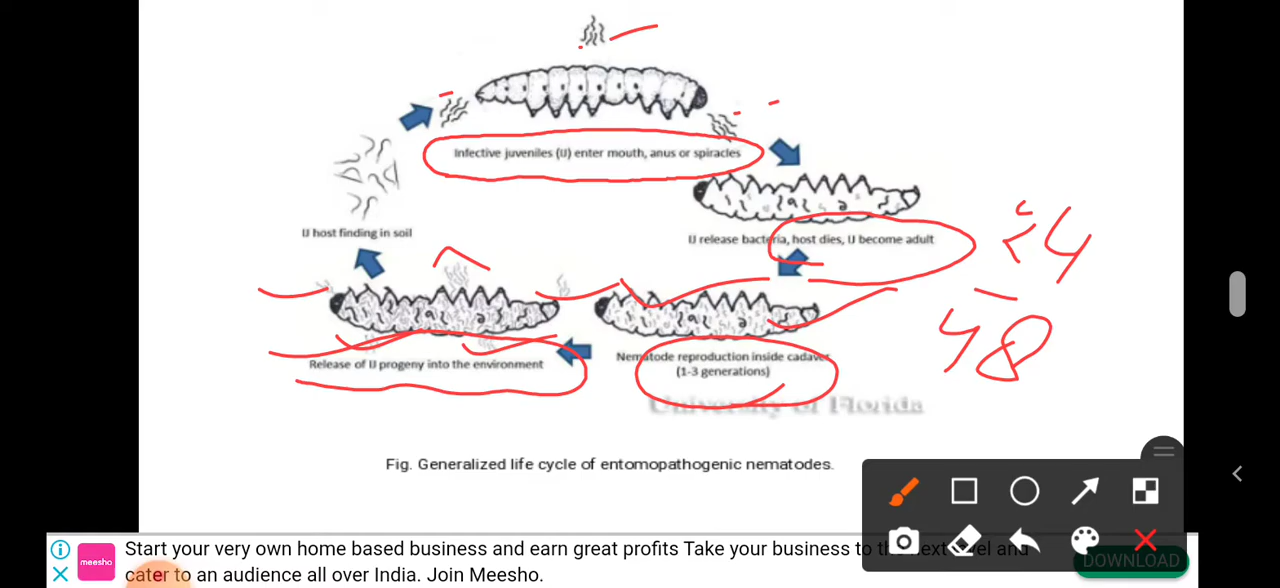 Infective juveniles (IJ) enter mouth, anus or spiracles
IJ release bacteria, host dies, IJ become adult
24
48
IJ host finding in soil
Nematode reproduction inside cadaver
(1-3 generations)
Release of IJ progeny into the environment
University of Florida
Fig. Generalized life cycle of entomopathogenic nematodes.
meesho
Start your very own home based business and earn great profits Take your business to the next level and
cater to an audience all over India. Join Meesho.
DOWNLOAD